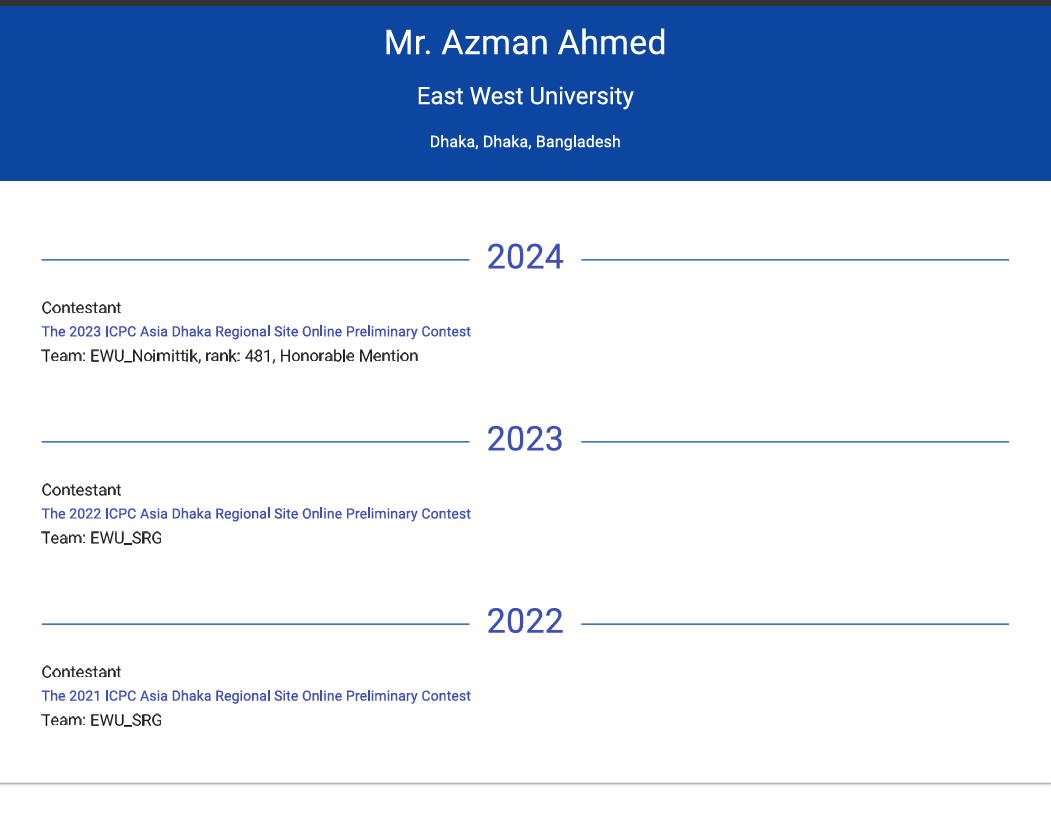 Mr. Azman Ahmed
East West University
Dhaka, Dhaka, Bangladesh
2024
Contestant
The 2023 ICPC Asia Dhaka Regional Site Online Preliminary Contest
Team: EWU_Noimittik, rank: 481, Honorable Mention
2023
Contestant
The 2022 ICPC Asia Dhaka Regional Site Online Preliminary Contest
Team: EWU_SRG
2022
Contestant
The 2021 ICPC Asia Dhaka Regional Site Online Preliminary Contest
Team: EWU_SRG